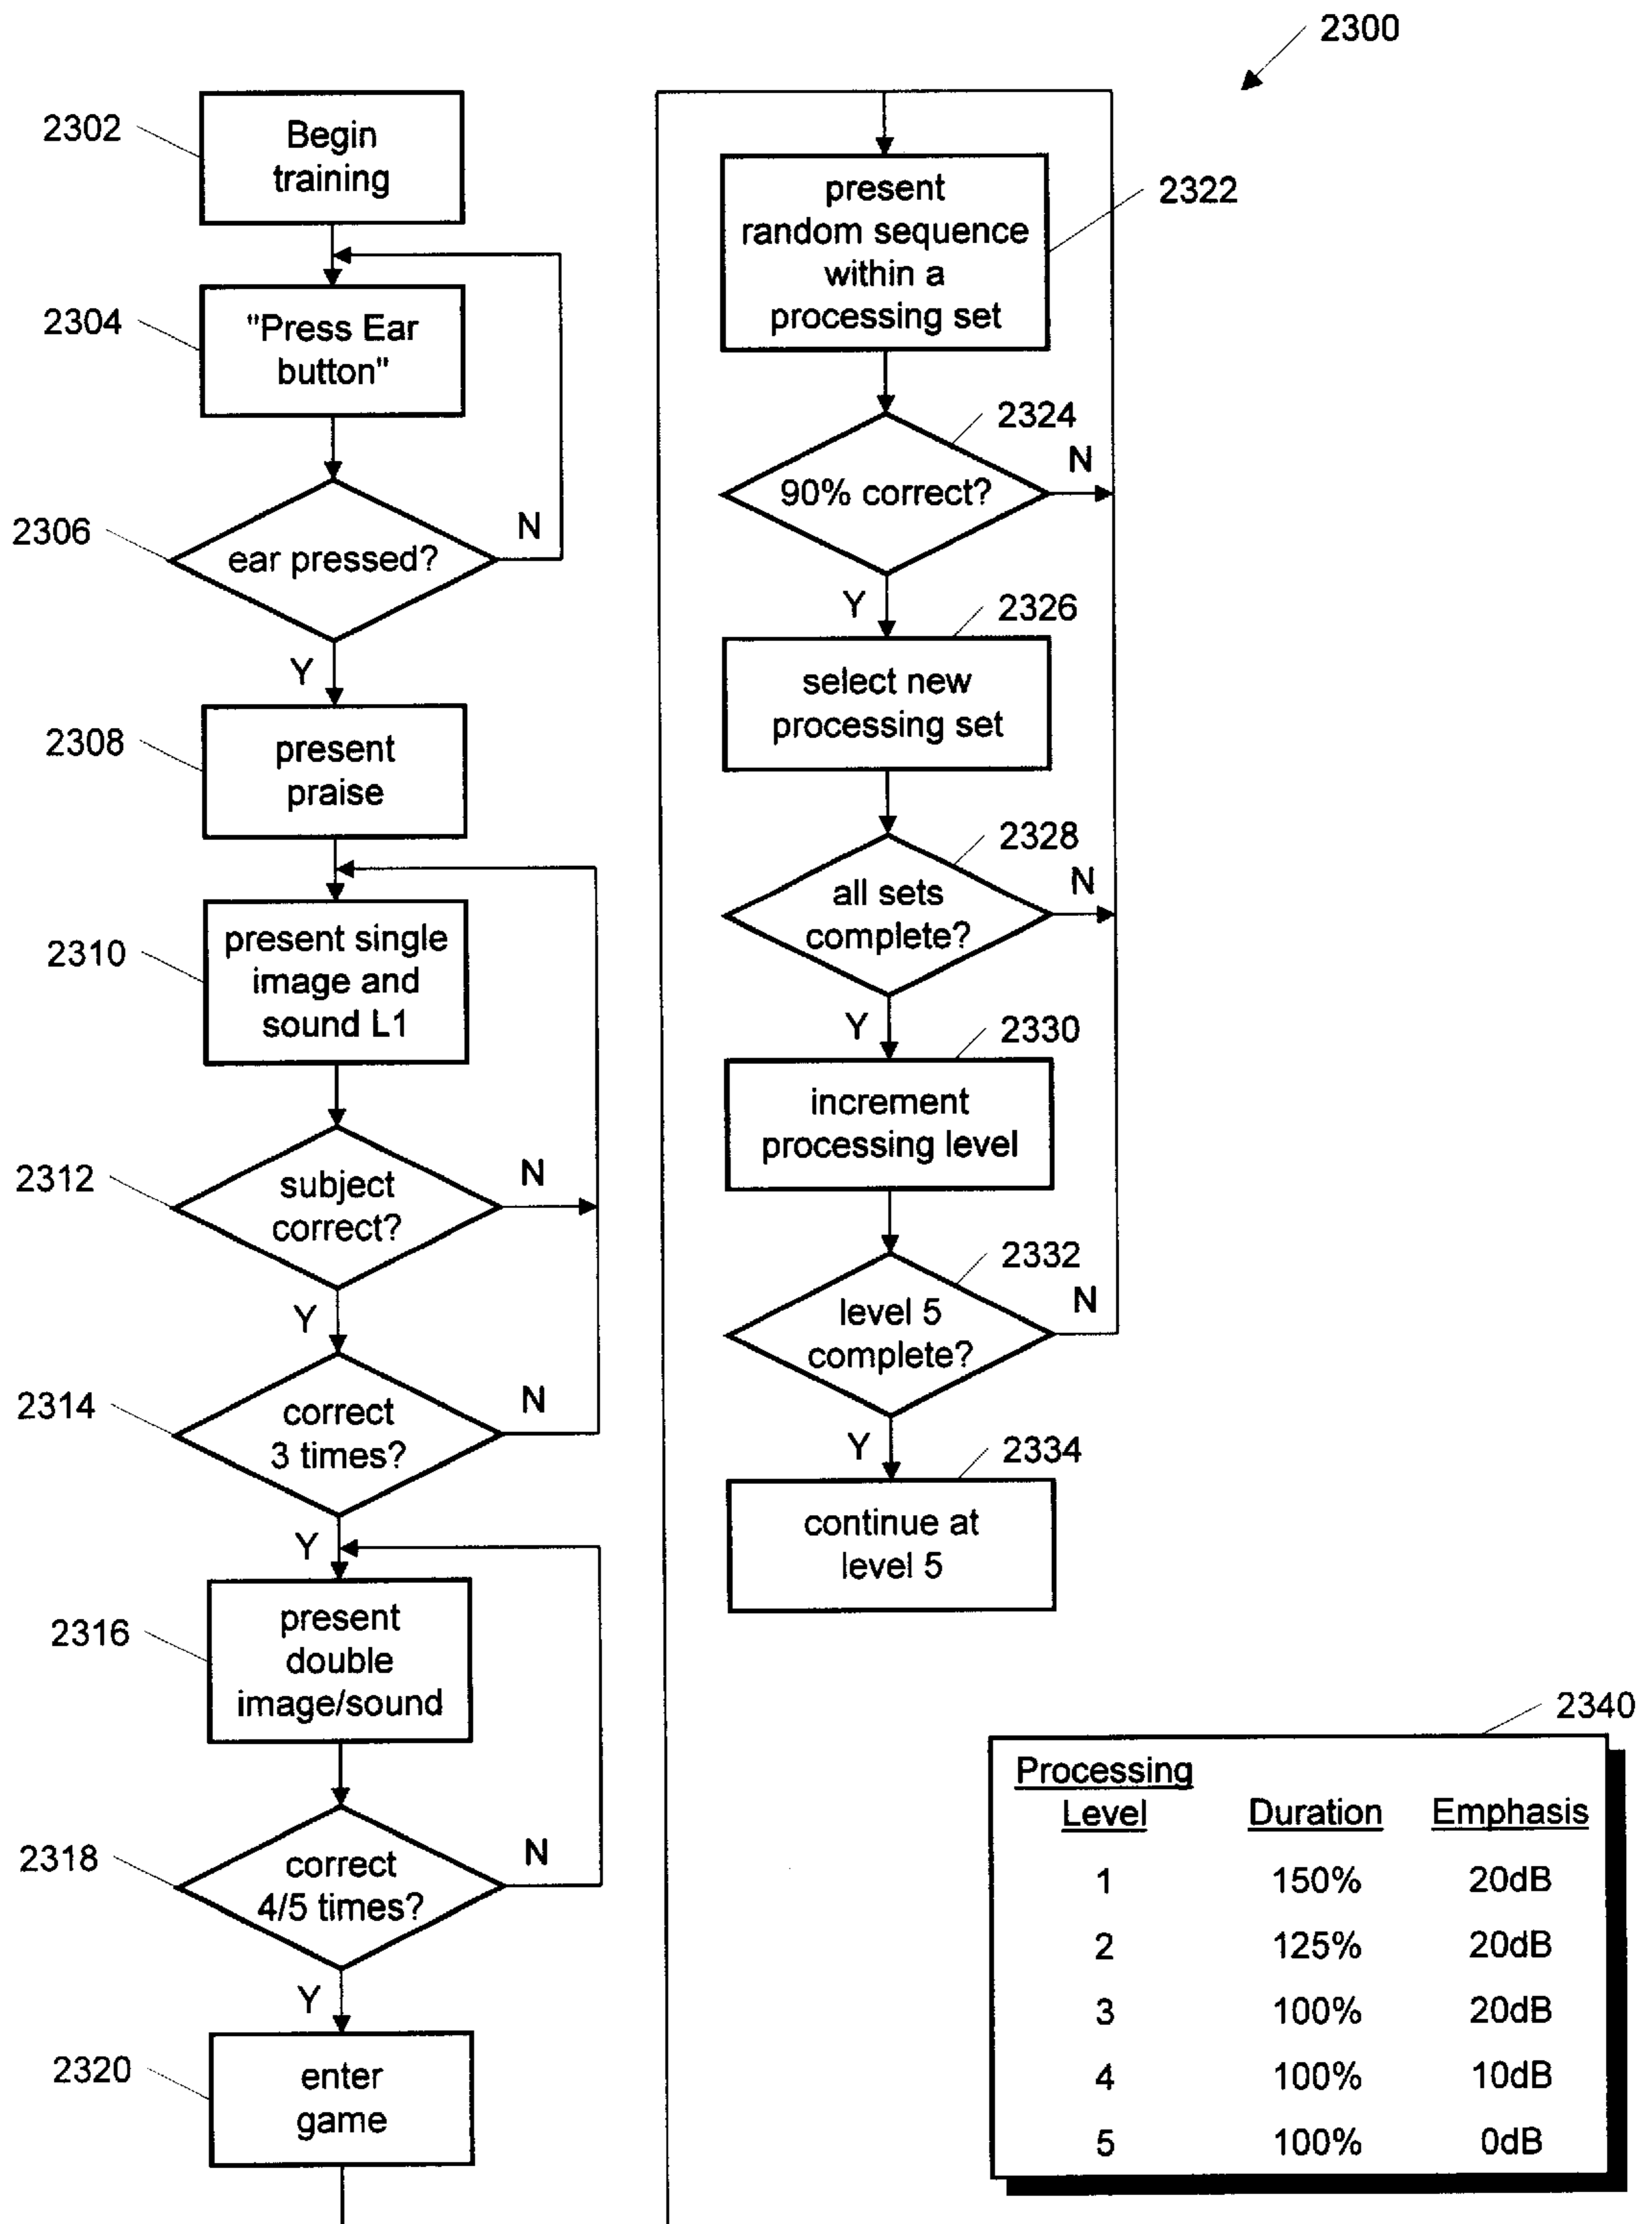 2300
2302
Begin
training
2304
"Press Ear
button"
2306
ear pressed?
N
Y
2308
present
praise
2310
present single
image and
sound L1
2312
subject
correct?
N
Y
2314
correct
3 times?
N
Y
2316
present
double
image/sound
2318
correct
4/5 times?
N
Y
2320
enter
game
present
random sequence
within a
processing set
2322
2324
90% correct?
N
Y
2326
select new
processing set
2328
all sets
complete?
N
Y
2330
increment
processing level
2332
level 5
complete?
N
Y
2334
continue at
level 5
2340
Processing
Level Duration Emphasis
1 150% 20dB
2 125% 20dB
3 100% 20dB
4 100% 10dB
5 100% 0dB